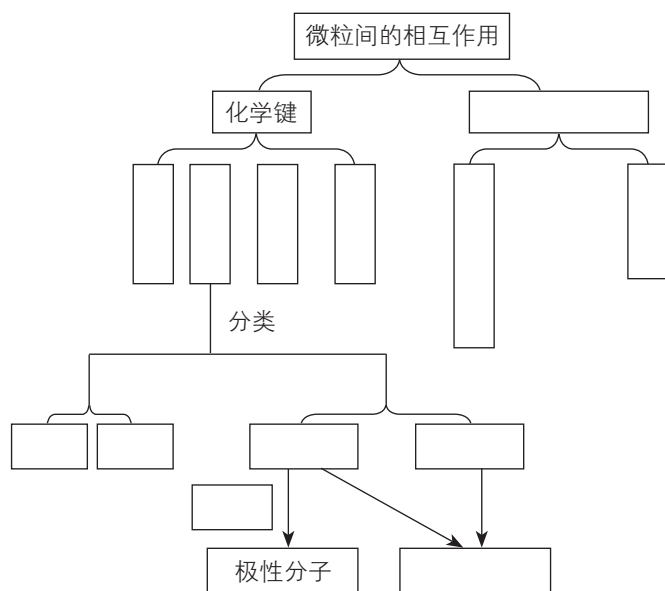 微粒间的相互作用
化学键
分类
极性分子